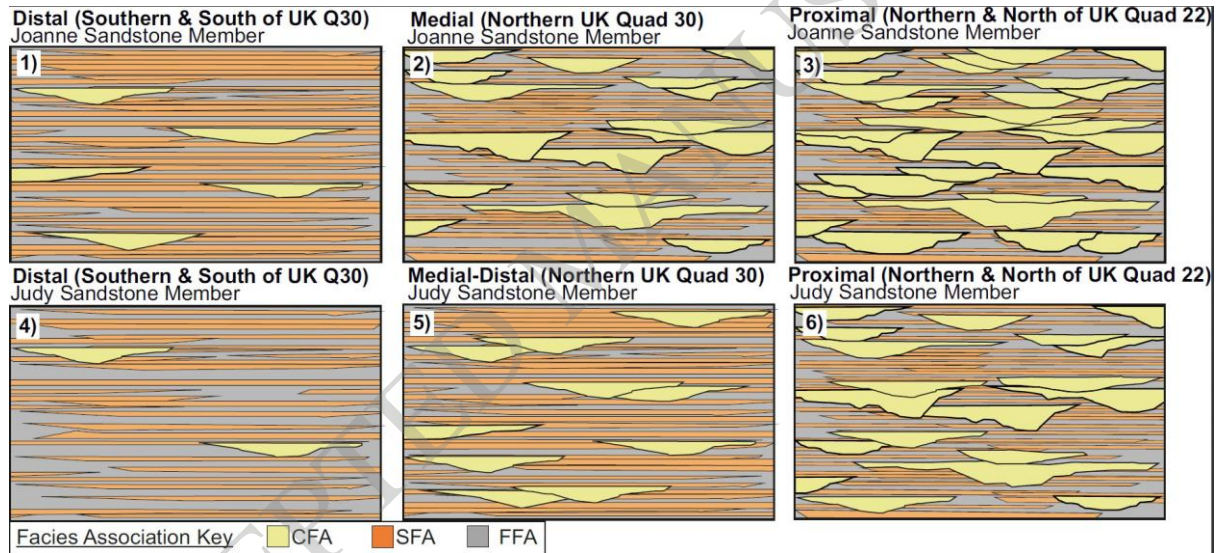 Distal (Southern & South of UK Q30)
Joanne Sandstone Member
1)
Medial (Northern UK Quad 30)
Joanne Sandstone Member
2)
Proximal (Northern & North of UK Quad 22)
Joanne Sandstone Member
3)
Distal (Southern & South of UK Q30)
Judy Sandstone Member
4)
Medial-Distal (Northern UK Quad 30)
Judy Sandstone Member
5)
Proximal (Northern & North of UK Quad 22)
Judy Sandstone Member
6)
Facies Association Key CFA SFA FFA